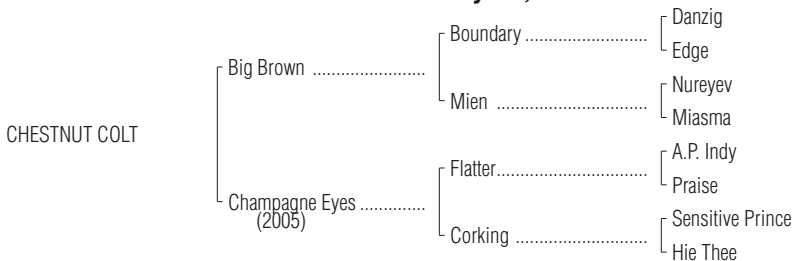 Danzig
Boundary ..........................
Edge
Big Brown ........................
Nureyev
Mien ................................
Miasma
CHESTNUT COLT
A.P. Indy
Flatter................................
Praise
Champagne Eyes ..............
(2005)
Sensitive Prince
Corking ............................
Hie Thee